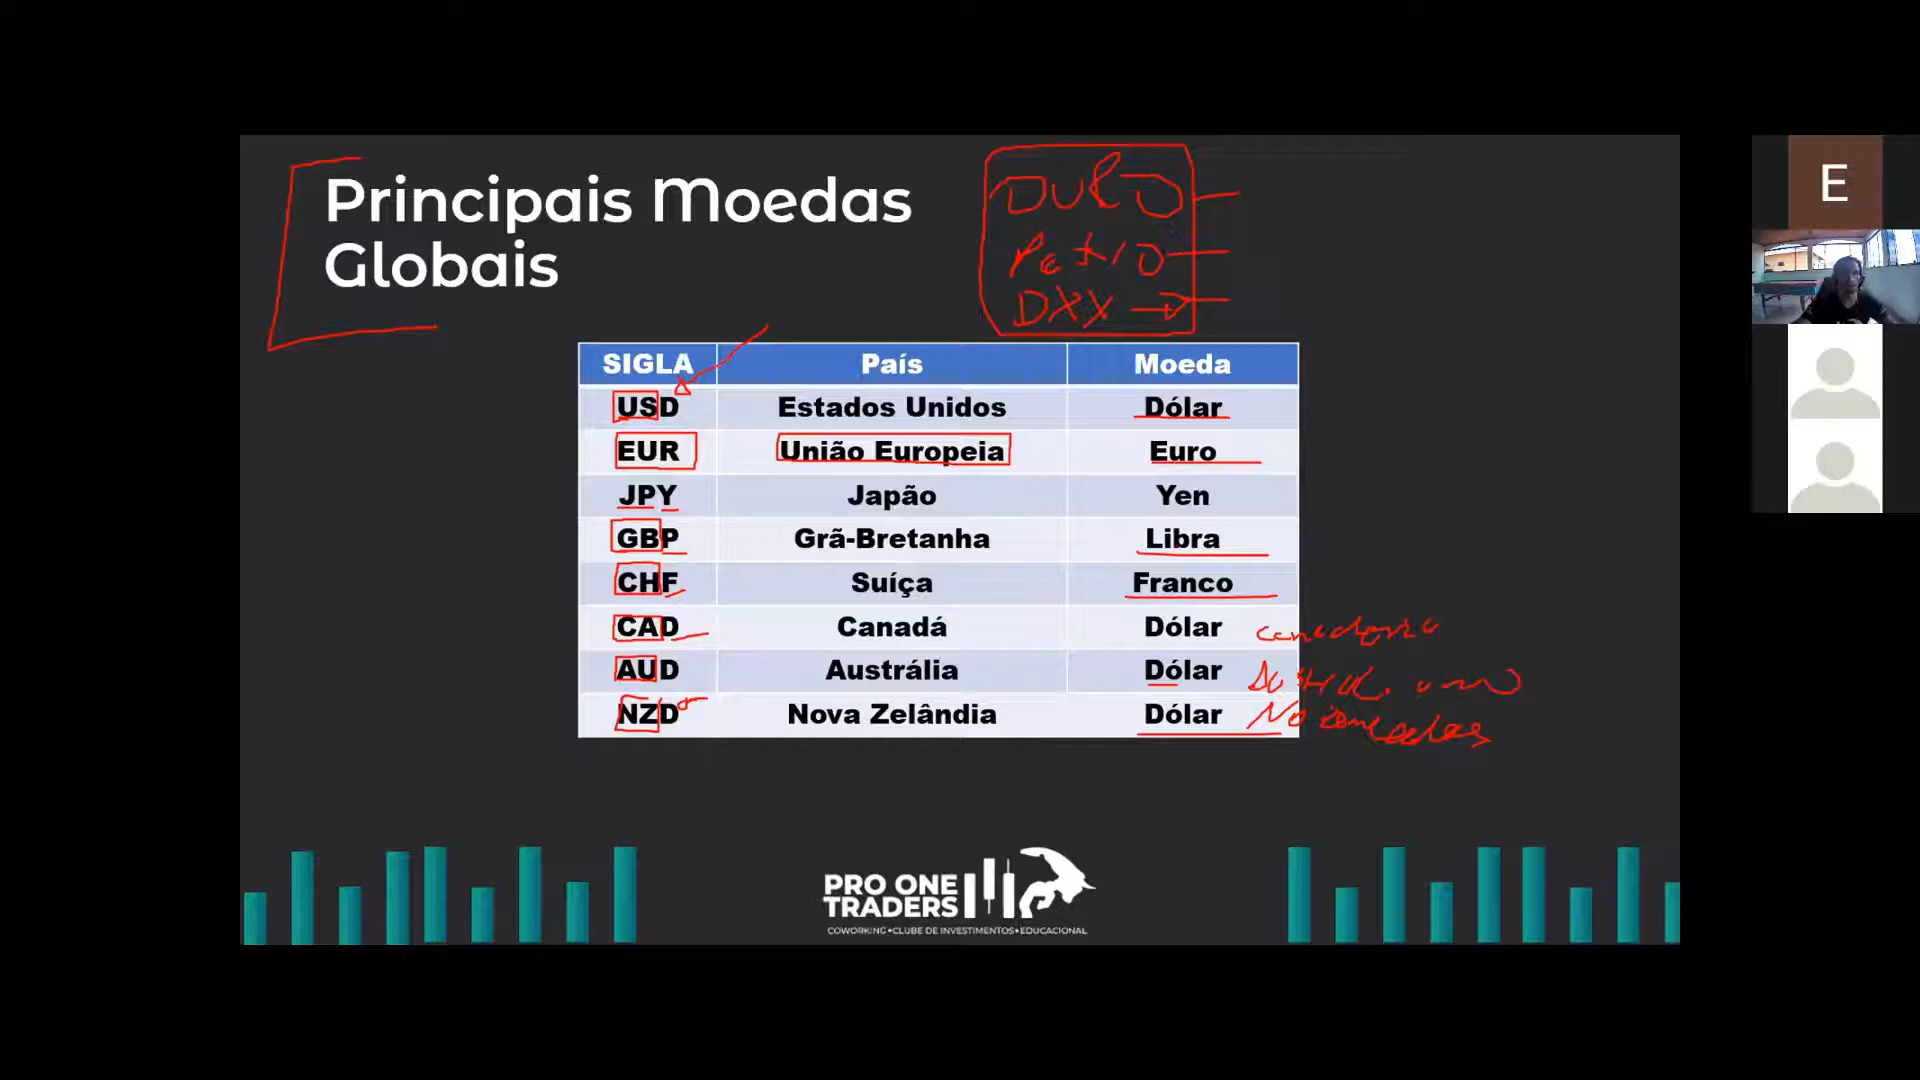 Principais Moedas
Globais
OURO
DXY
SIGLA País Moeda
USD Estados Unidos Dólar
EUR União Europeia Euro
JPY Japão Yen
GBP Grã-Bretanha Libra
CHF Suíça Franco
CAD Canadá Dólar
AUD Austrália Dólar
NZD Nova Zelândia Dólar
PRO ONE
TRADERS
COWORKING•CLUBE DE INVESTIMENTOS•EDUCACIONAL
E